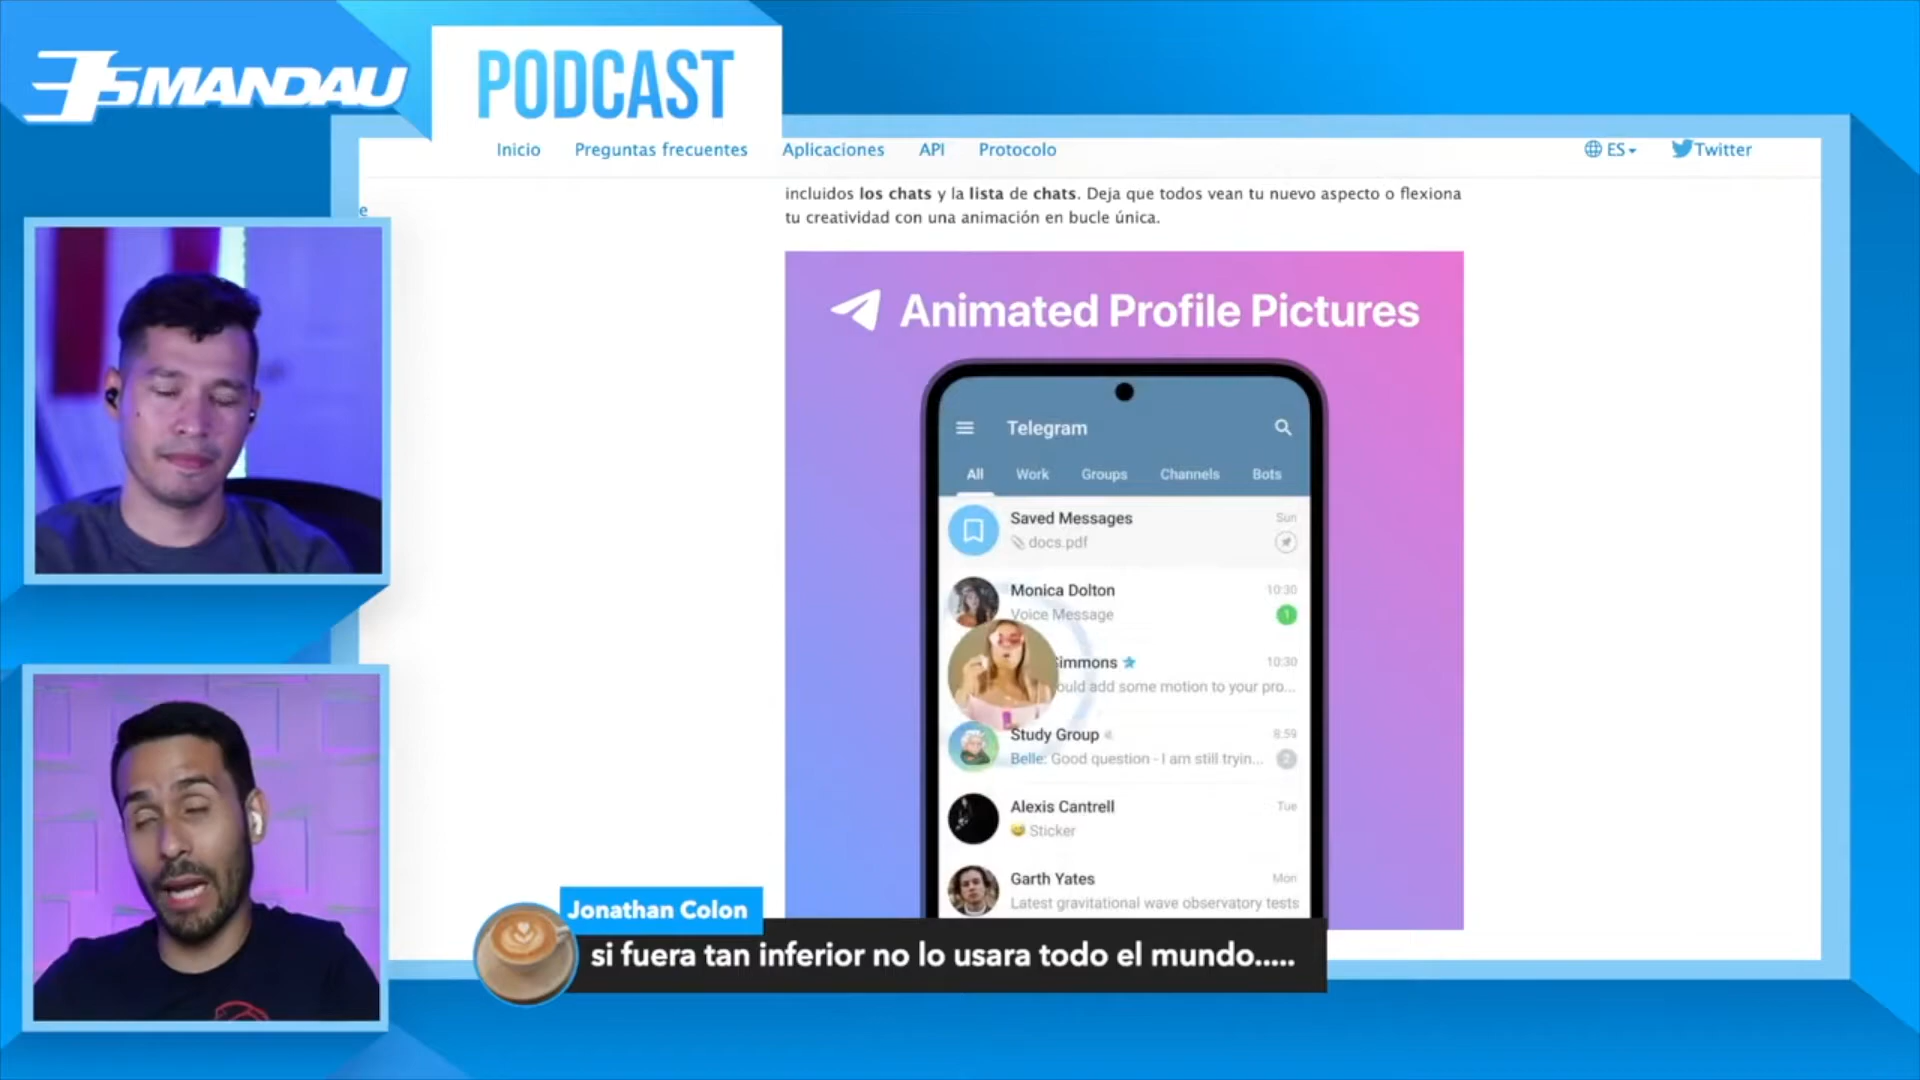 ESMANDAU
PODCAST
Inicio Preguntas frecuentes Aplicaciones API Protocolo ES Twitter
incluidos los chats y la lista de chats. Deja que todos vean tu nuevo aspecto o flexiona
tu creatividad con una animación en bucle única.
e
Animated Profile Pictures
Telegram
All Work Groups Channels Bots
Saved Messages Sun
docs.pdf
Monica Dolton 10:30
Voice Message 1
immons 10:30
ould add some motion to your pro...
Study Group 8:59
Belle: Good question - I am still tryin... 2
Alexis Cantrell Tue
Sticker
Garth Yates Mon
Latest gravitational wave observatory tests
Jonathan Colon
si fuera tan inferior no lo usara todo el mundo.....